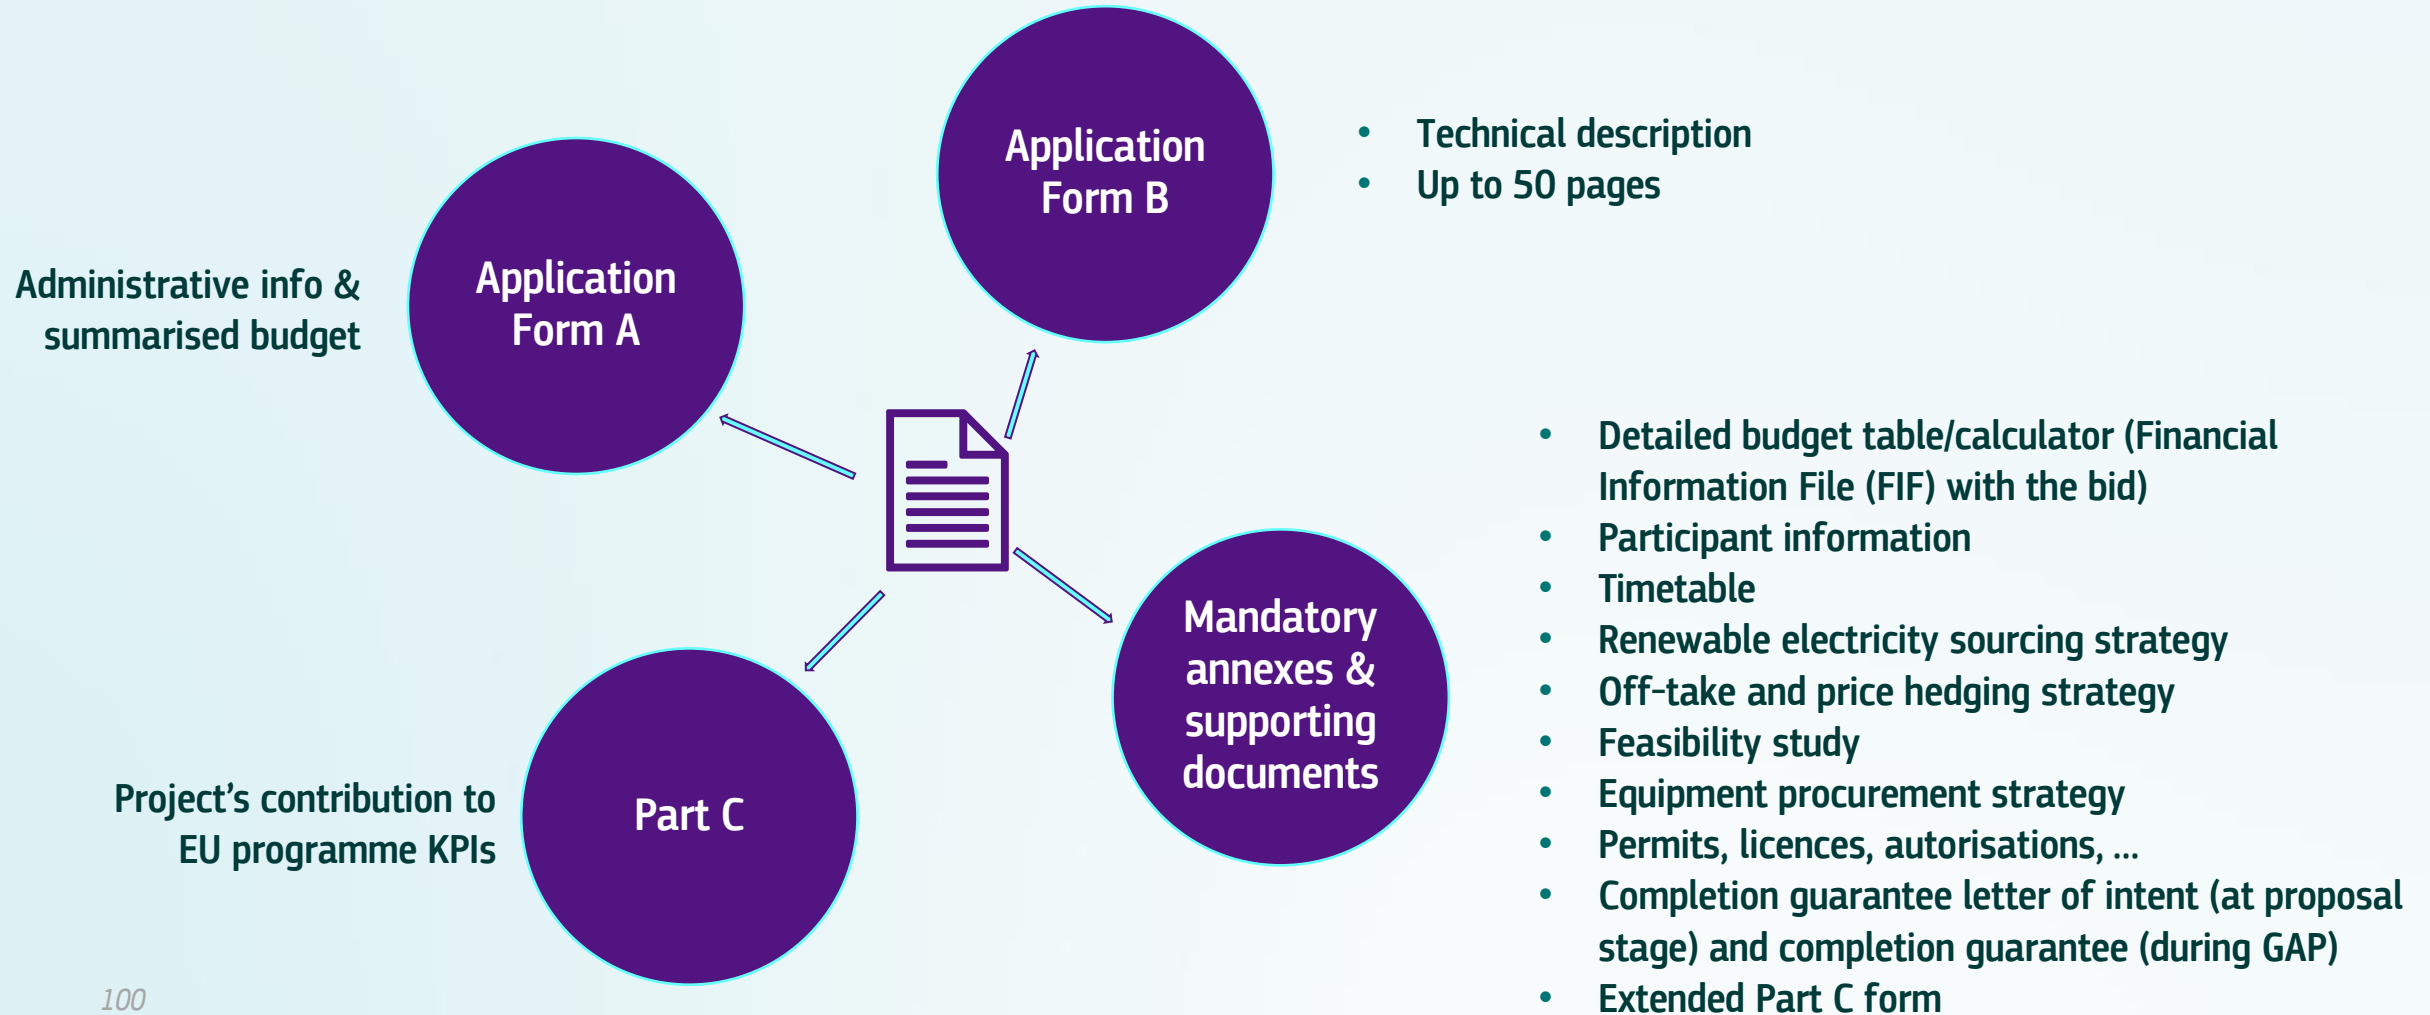 Application
Form B
• Technical description
• Up to 50 pages
Application
Form A
Administrative info &
summarised budget
Mandatory
annexes &
supporting
documents
• Detailed budget table/calculator (Financial
Information File (FIF) with the bid)
• Participant information
• Timetable
• Renewable electricity sourcing strategy
• Off-take and price hedging strategy
• Feasibility study
• Equipment procurement strategy
• Permits, licences, autorisations, ...
• Completion guarantee letter of intent (at proposal
stage) and completion guarantee (during GAP)
• Extended Part C form
Part C
Project’s contribution to
EU programme KPIs
100